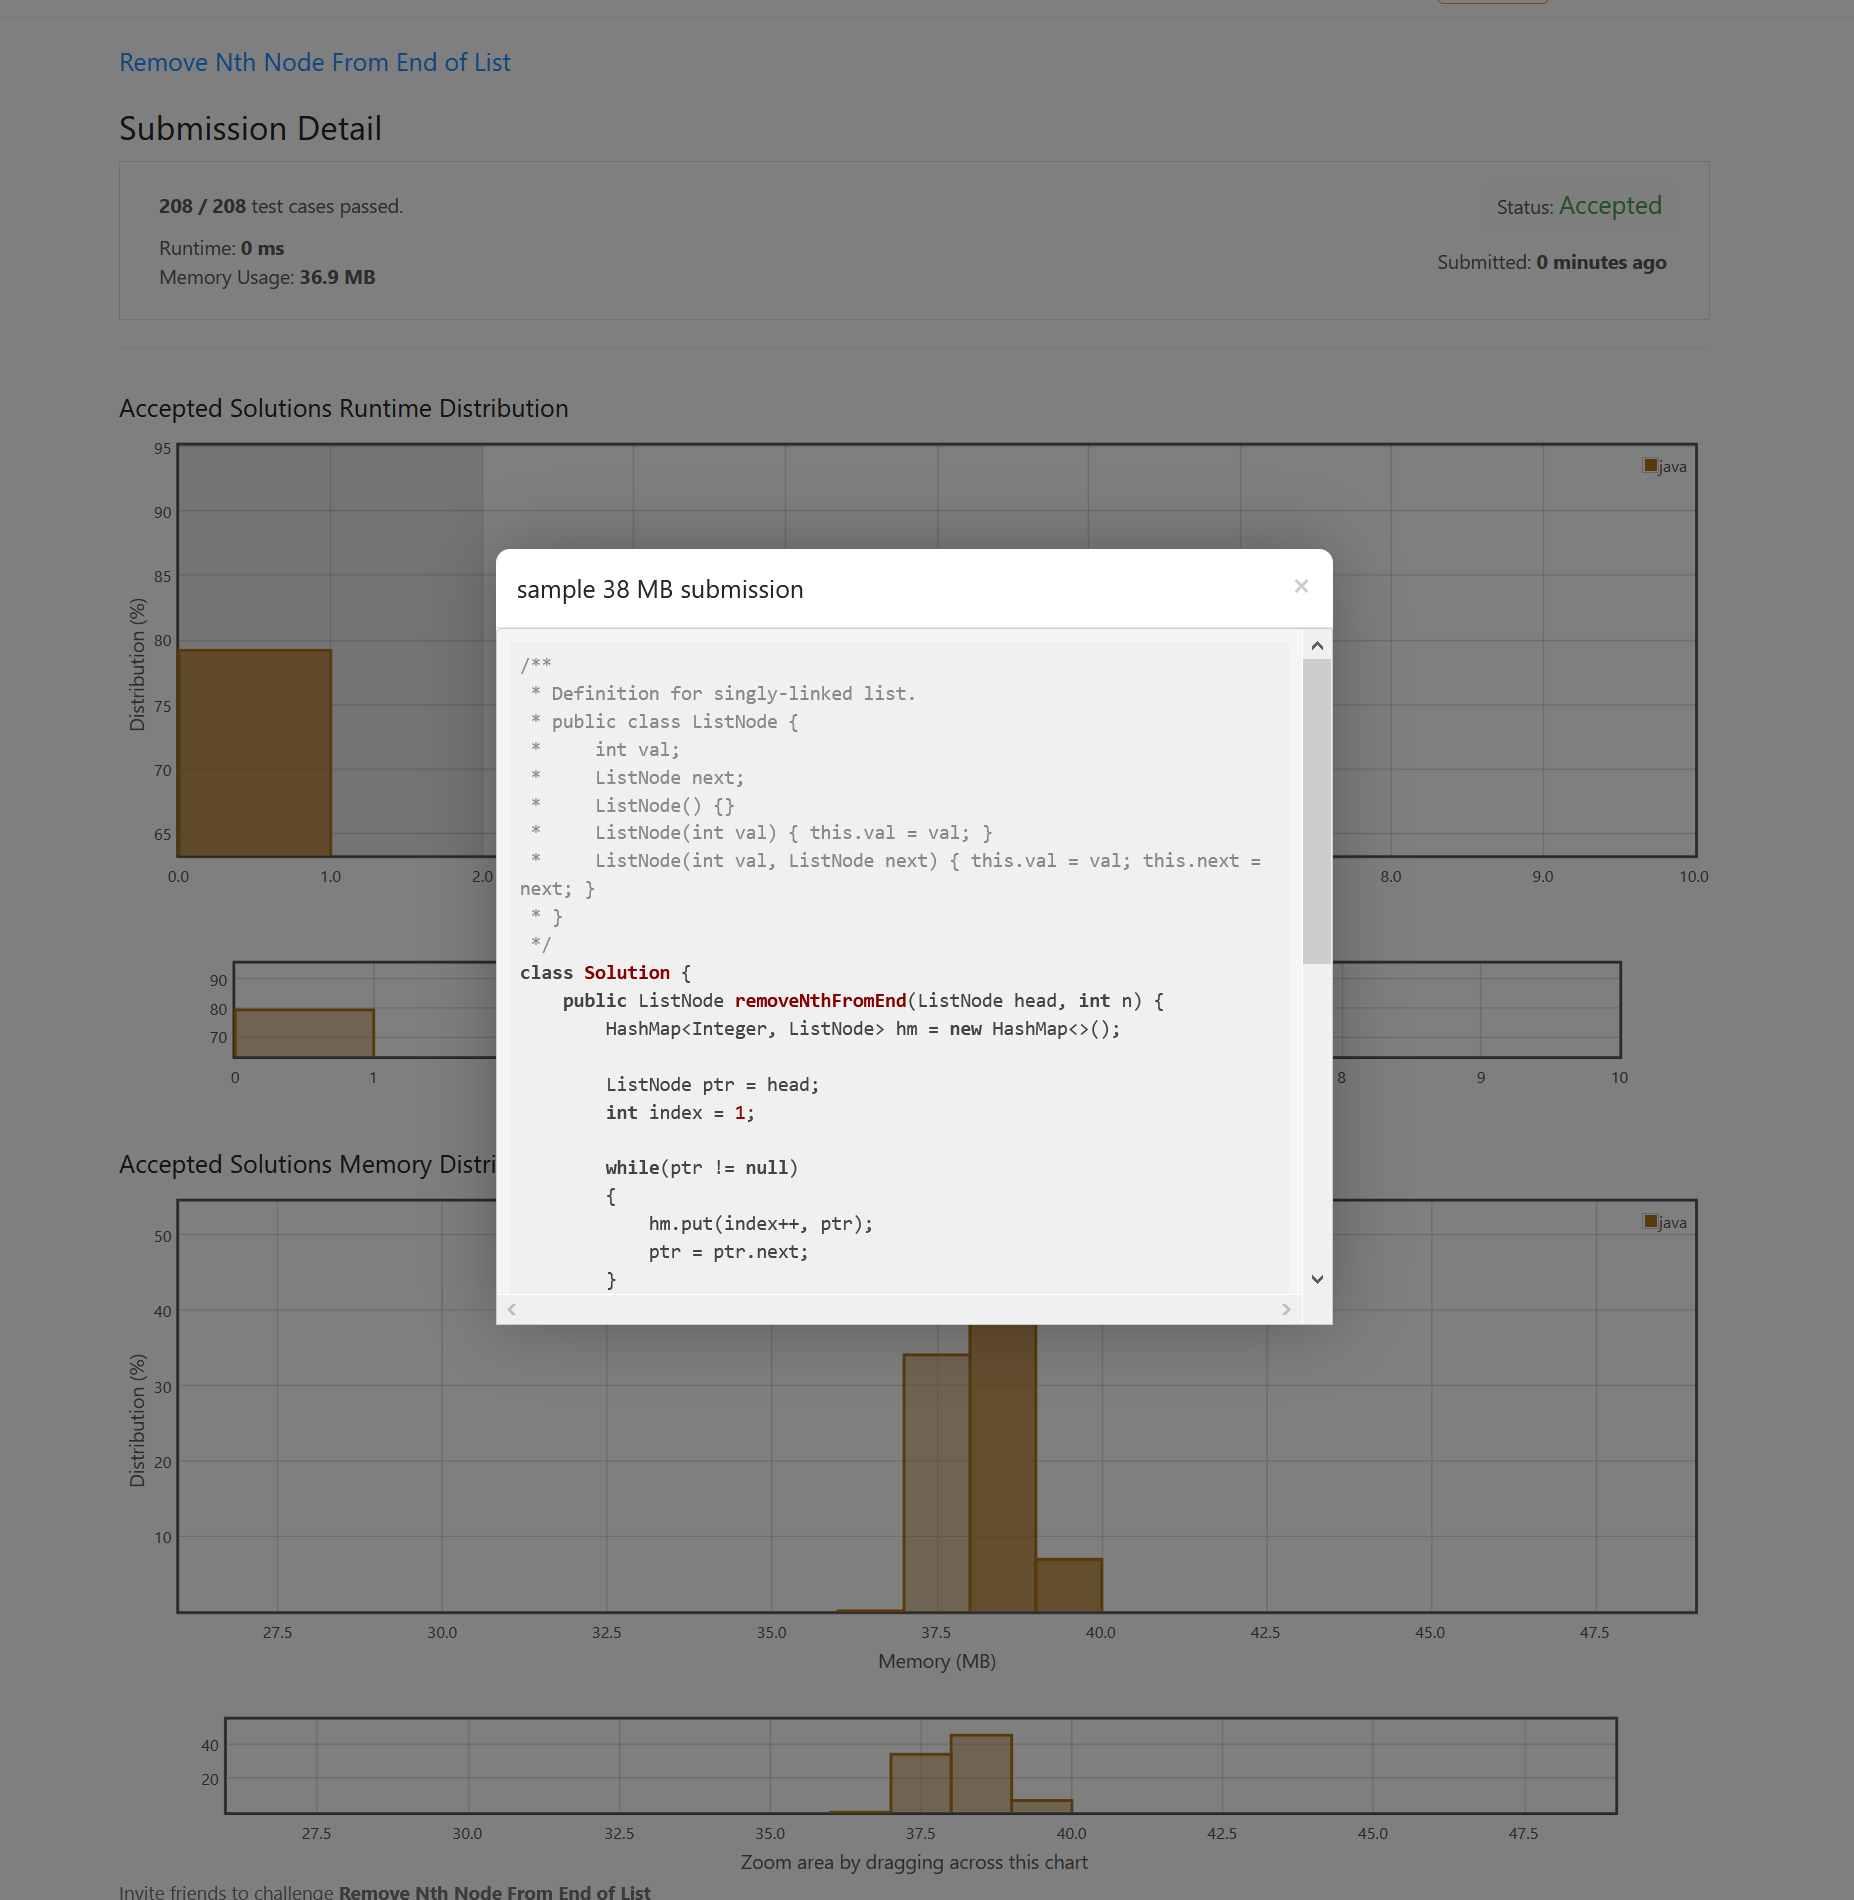 Remove Nth Node From End of List
Submission Detail
208 / 208 test cases passed.
Status: Accepted
Runtime: 0 ms
Memory Usage: 36.9 MB
Submitted: 0 minutes ago
Accepted Solutions Runtime Distribution
95
90
85
80
75
70
65
Distribution (%)
java
0.0
1.0
2.0
8.0
9.0
10.0
90
80
70
0
1
8
9
10
sample 38 MB submission
×
/**
 * Definition for singly-linked list.
 * public class ListNode {
 *     int val;
 *     ListNode next;
 *     ListNode() {}
 *     ListNode(int val) { this.val = val; }
 *     ListNode(int val, ListNode next) { this.val = val; this.next =
next; }
 * }
 */
class Solution {
    public ListNode removeNthFromEnd(ListNode head, int n) {
        HashMap<Integer, ListNode> hm = new HashMap<>();
        ListNode ptr = head;
        int index = 1;
        while(ptr != null)
        {
            hm.put(index++, ptr);
            ptr = ptr.next;
        }
Accepted Solutions Memory Distri
50
40
30
20
10
Distribution (%)
java
27.5
30.0
32.5
35.0
37.5
40.0
42.5
45.0
47.5
Memory (MB)
40
20
27.5
30.0
32.5
35.0
37.5
40.0
42.5
45.0
47.5
Zoom area by dragging across this chart
Invite friends to challenge Remove Nth Node From End of List